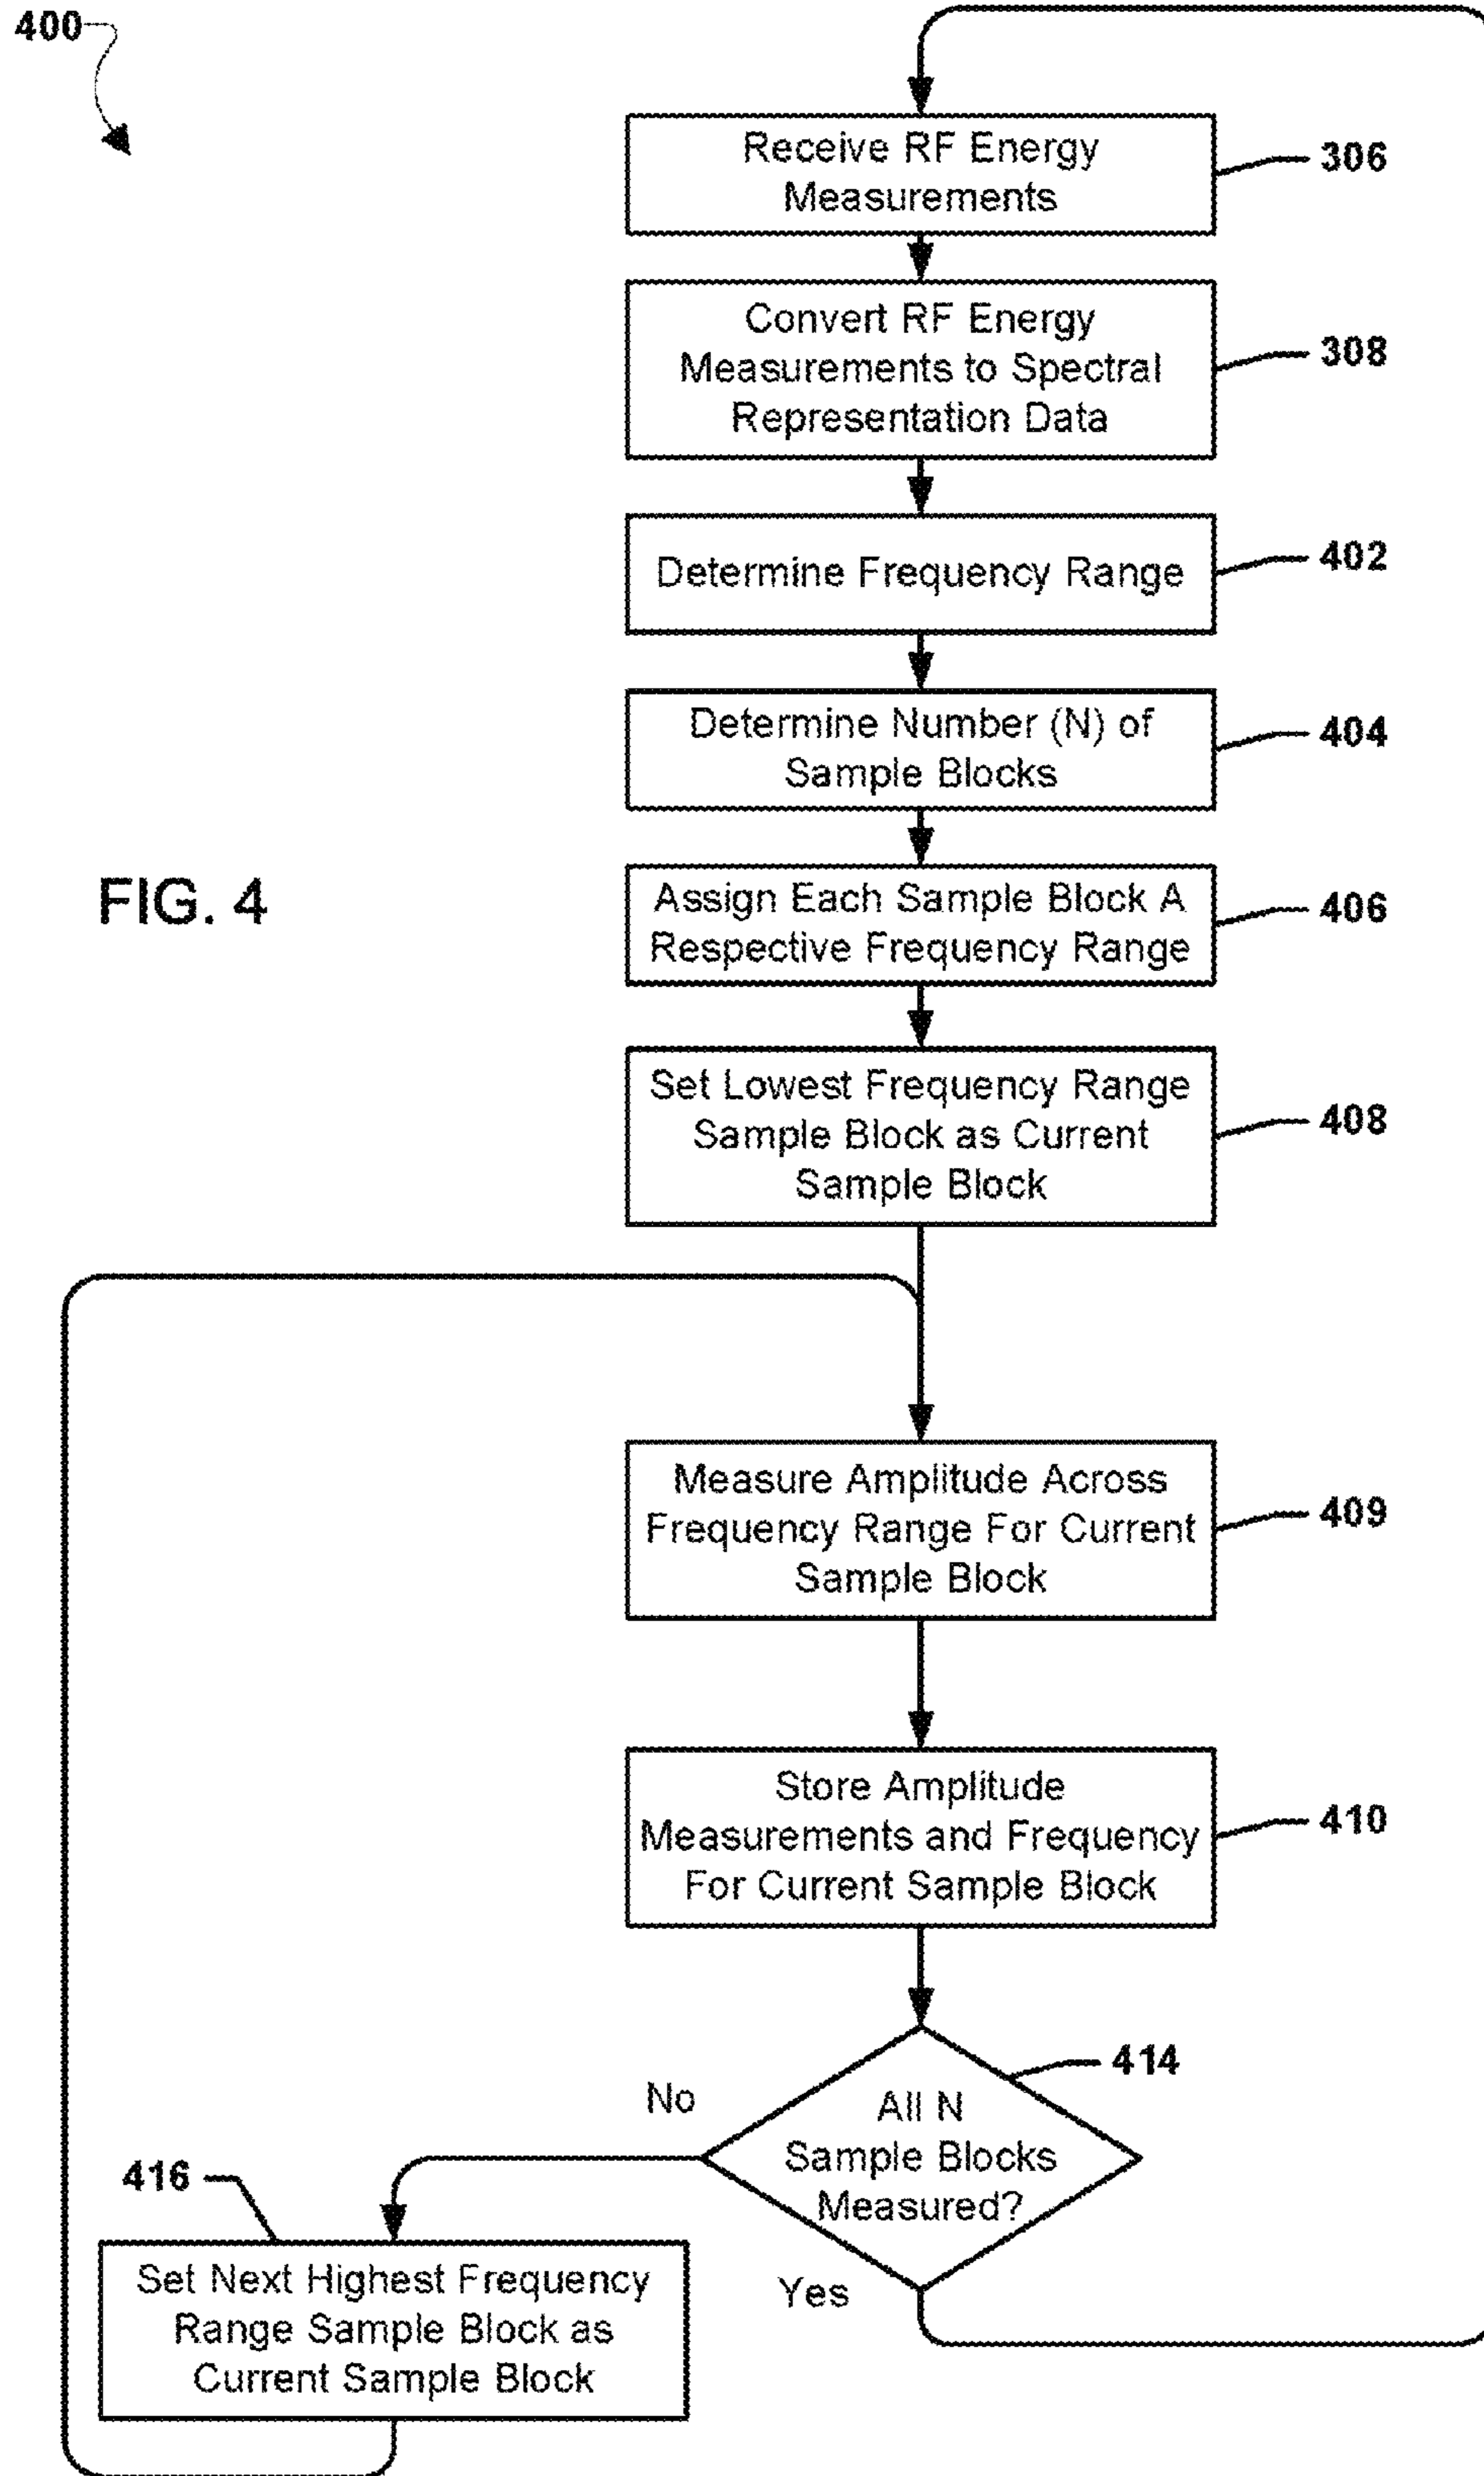 400
Receive RF Energy
Measurements
306
Convert RF Energy
Measurements to Spectral
Representation Data
308
Determine Frequency Range
402
Determine Number (N) of
Sample Blocks
404
FIG. 4
Assign Each Sample Block A
Respective Frequency Range
406
Set Lowest Frequency Range
Sample Block as Current
Sample Block
408
Measure Amplitude Across
Frequency Range For Current
Sample Block
409
Store Amplitude
Measurements and Frequency
For Current Sample Block
410
414
No
All N
Sample Blocks
Measured?
Yes
416
Set Next Highest Frequency
Range Sample Block as
Current Sample Block